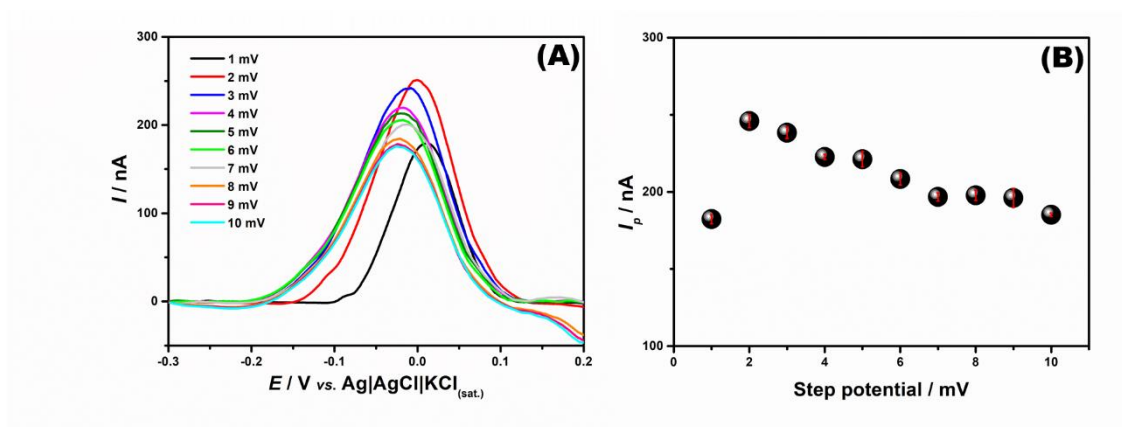 (A)
300
200
100
0
I / nA
1 mV
2 mV
3 mV
4 mV
5 mV
6 mV
7 mV
8 mV
9 mV
10 mV
-0.3 -0.2 -0.1 0.0 0.1 0.2
E / V vs. Ag|AgCl|KCl(sat.)
(B)
300
200
100
Ip / nA
0 2 4 6 8 10
Step potential / mV